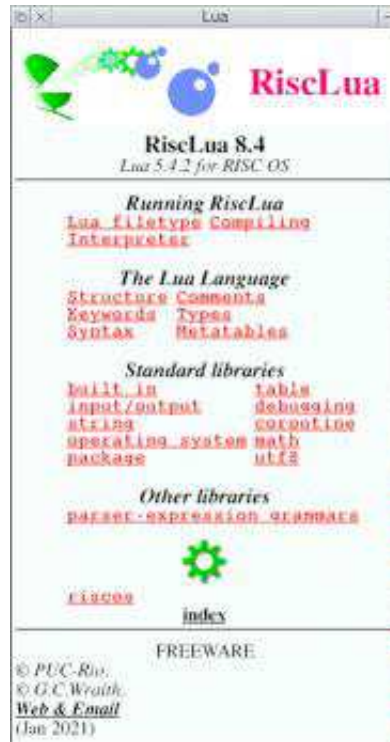 Lua
RiscLua
RiscLua 8.4
Lua 5.4.2 for RISC OS
Running RiscLua
Lua filetype Compiling
Interpreter
The Lua Language
Structure Comments
Keywords Types
Syntax Metatables
Standard libraries
built in table
input/output debugging
string coroutine
operating system math
package utf8
Other libraries
parser-expression grammars
riscos
index
FREEWARE
© PUC-Rio.
© G.C.Wraith.
Web & Email
(Jan 2021)